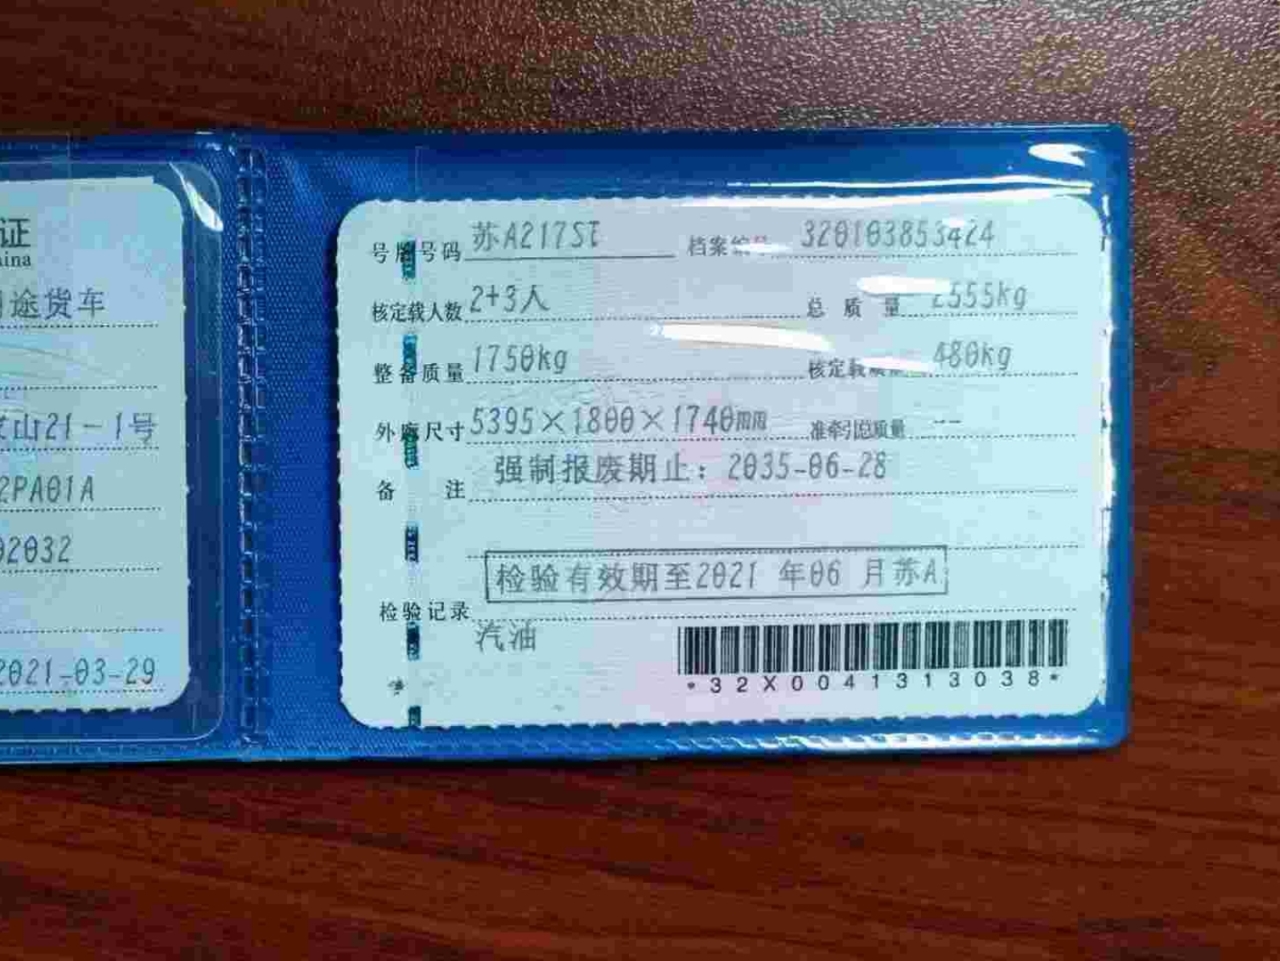 证
ina
途货车
山21-1号
2PA01A
02032
2021-03-29
号牌号码 苏A217SE 档案编号 320103853424
核定载人数 2+3人 总质量 2555kg
整备质量 1750kg 核定载质量 480kg
外廓尺寸 5395×1800×1740mm 准牵引总质量 --
备注 强制报废期止：2035-06-28
检验有效期至2021 年06 月苏A
检验记录
汽油
*32X0041313038*